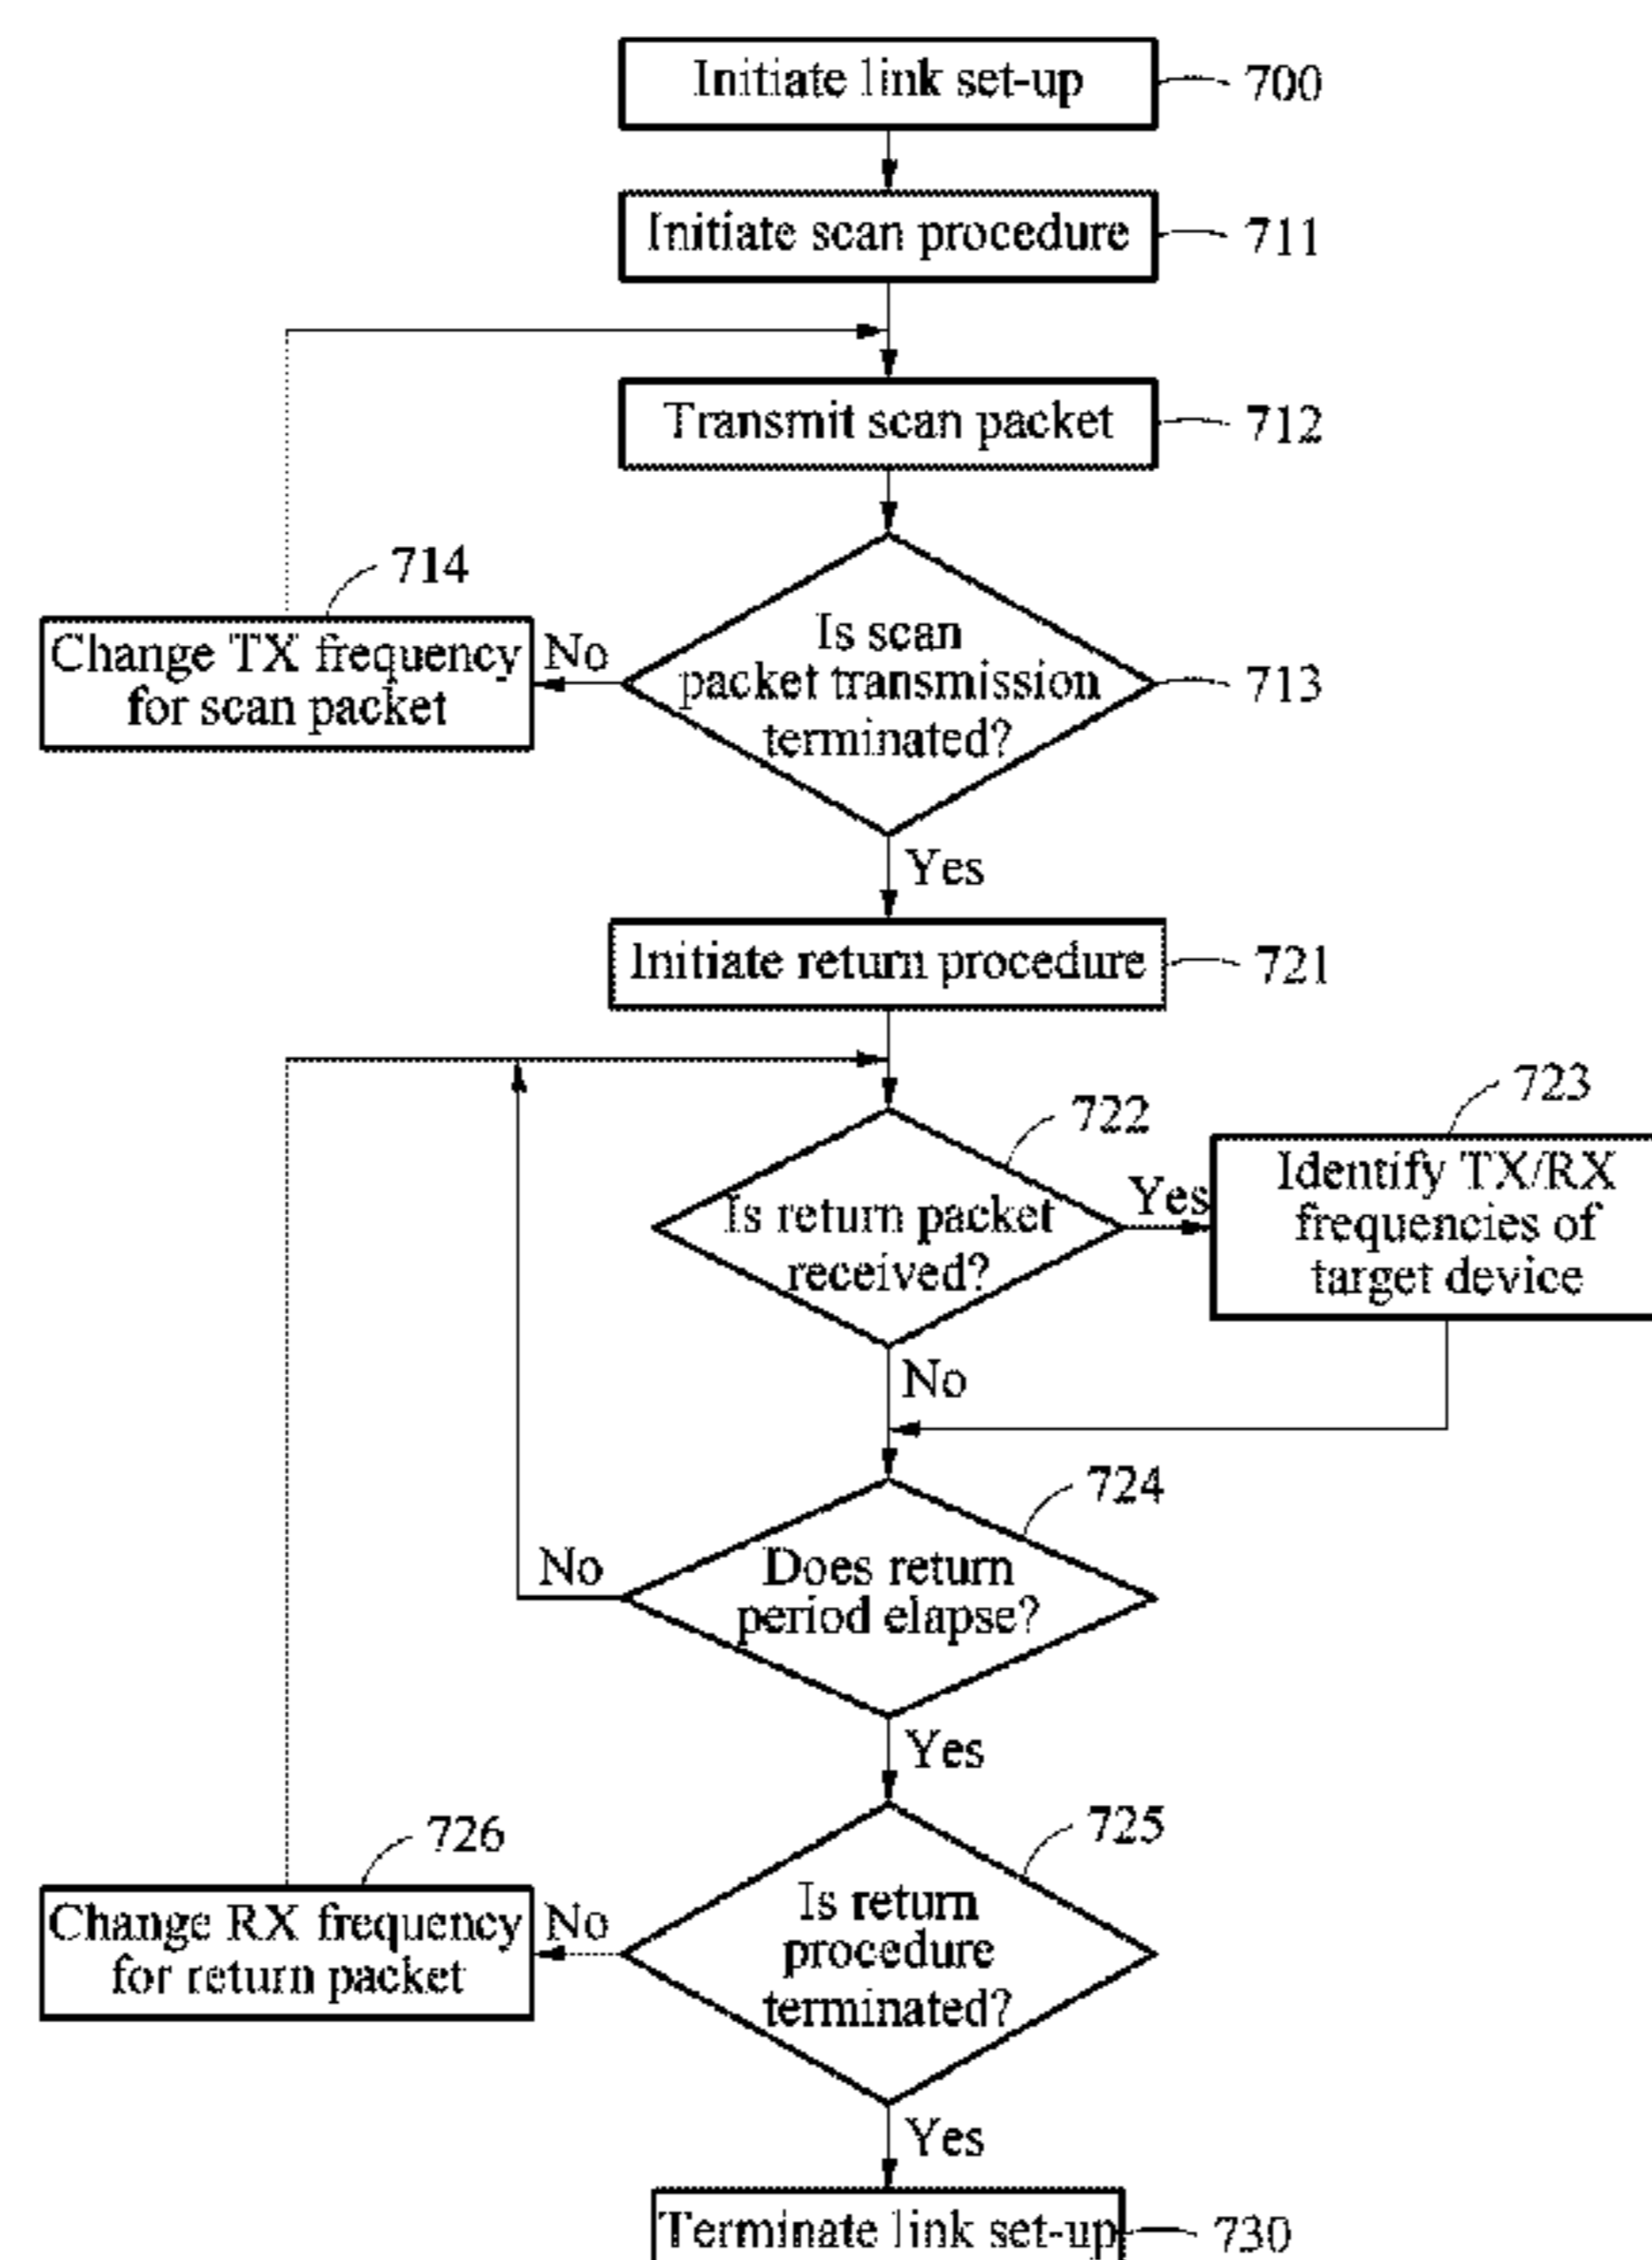 Initiate link set-up
700
Initiate scan procedure
711
Transmit scan packet
712
714
Change TX frequency
for scan packet
No
Is scan
packet transmission
terminated?
713
Yes
Initiate return procedure
721
722
723
Is return packet
received?
Yes
Identify TX/RX
frequencies of
target device
No
724
No
Does return
period elapse?
Yes
725
726
Change RX frequency
for return packet
No
Is return
procedure
terminated?
Yes
Terminate link set-up
730